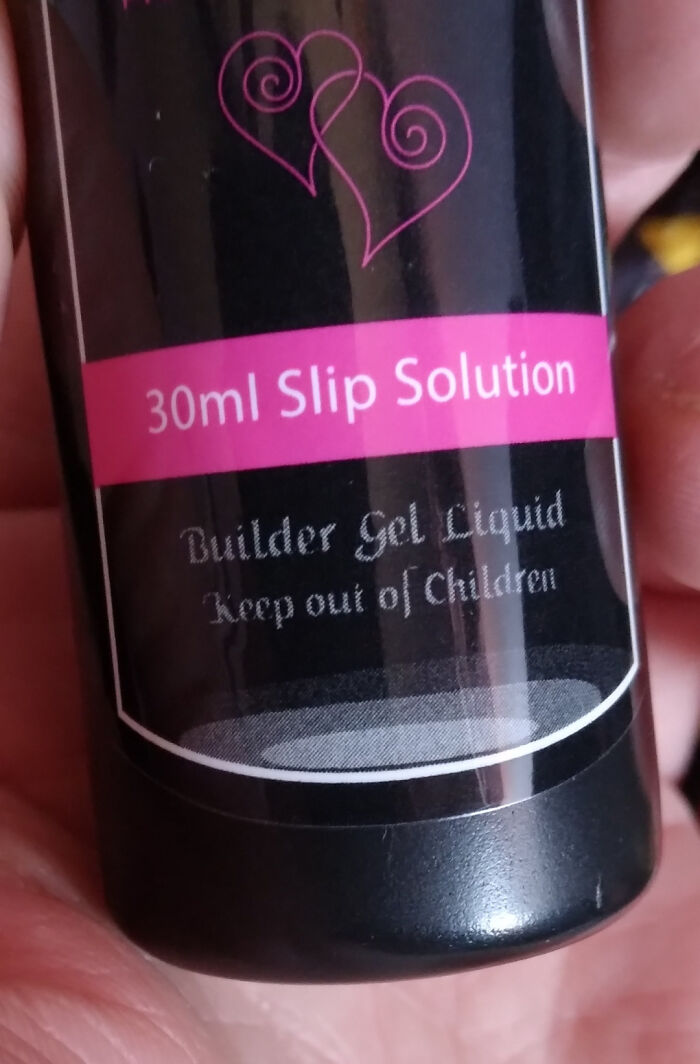 30ml Slip Solution
Builder Gel Liquid
Keep out of Children